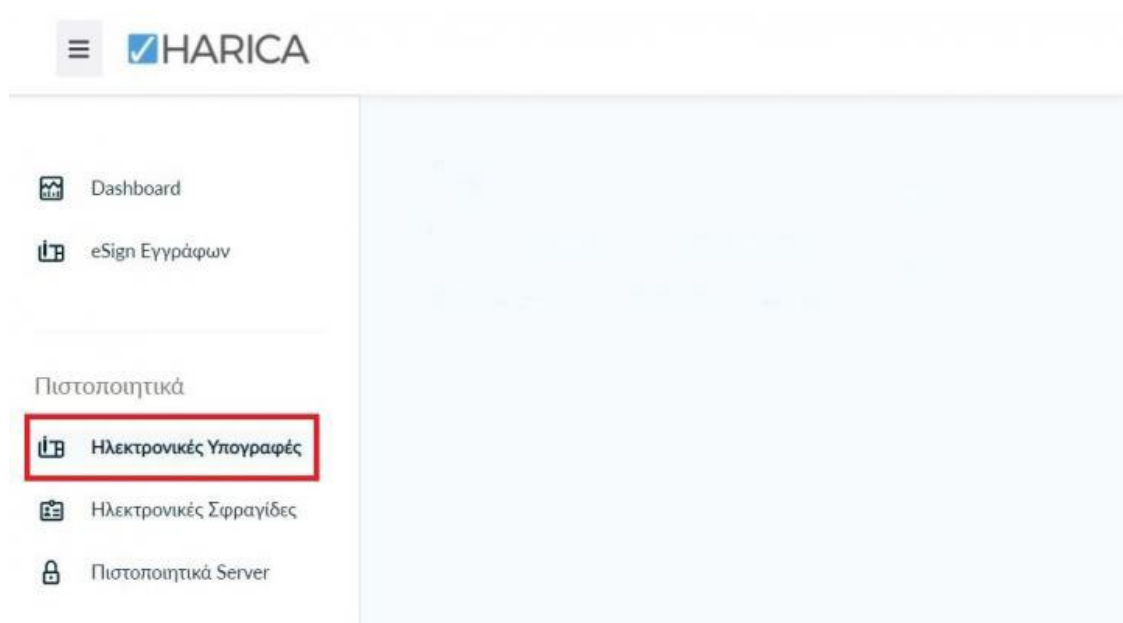 HARICA
Dashboard
eSign Εγγράφων
Πιστοποιητικά
Ηλεκτρονικές Υπογραφές
Ηλεκτρονικές Σφραγίδες
Πιστοποιητικά Server